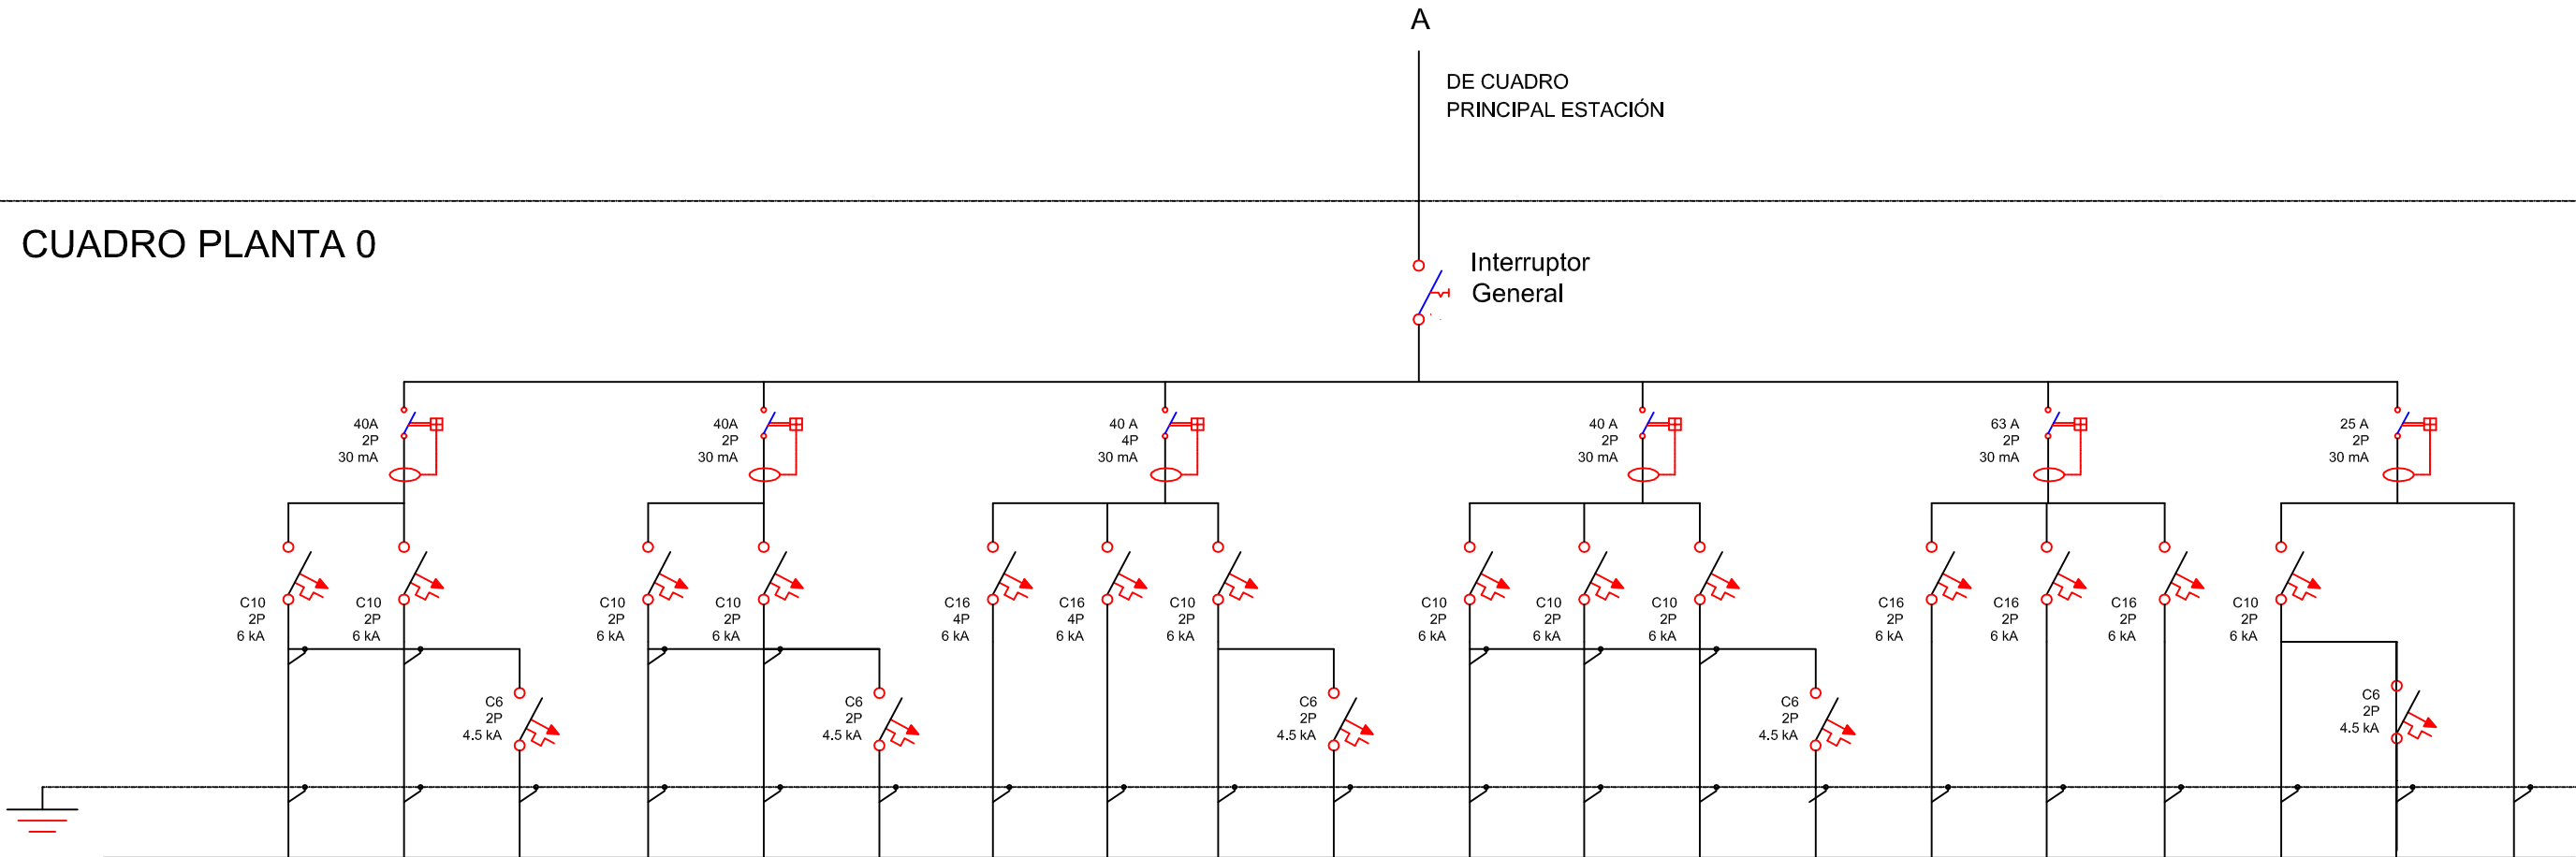 A
DE CUADRO
PRINCIPAL ESTACIÓN
CUADRO PLANTA 0
Interruptor
General
40A
2P
30 mA
40A
2P
30 mA
40 A
4P
30 mA
40 A
2P
30 mA
63 A
2P
30 mA
25 A
2P
30 mA
C10
2P
6 kA
C10
2P
6 kA
C10
2P
6 kA
C10
2P
6 kA
C16
4P
6 kA
C16
4P
6 kA
C10
2P
6 kA
C10
2P
6 kA
C10
2P
6 kA
C10
2P
6 kA
C16
2P
6 kA
C16
2P
6 kA
C16
2P
6 kA
C10
2P
6 kA
C6
2P
4.5 kA
C6
2P
4.5 kA
C6
2P
4.5 kA
C6
2P
4.5 kA
C6
2P
4.5 kA